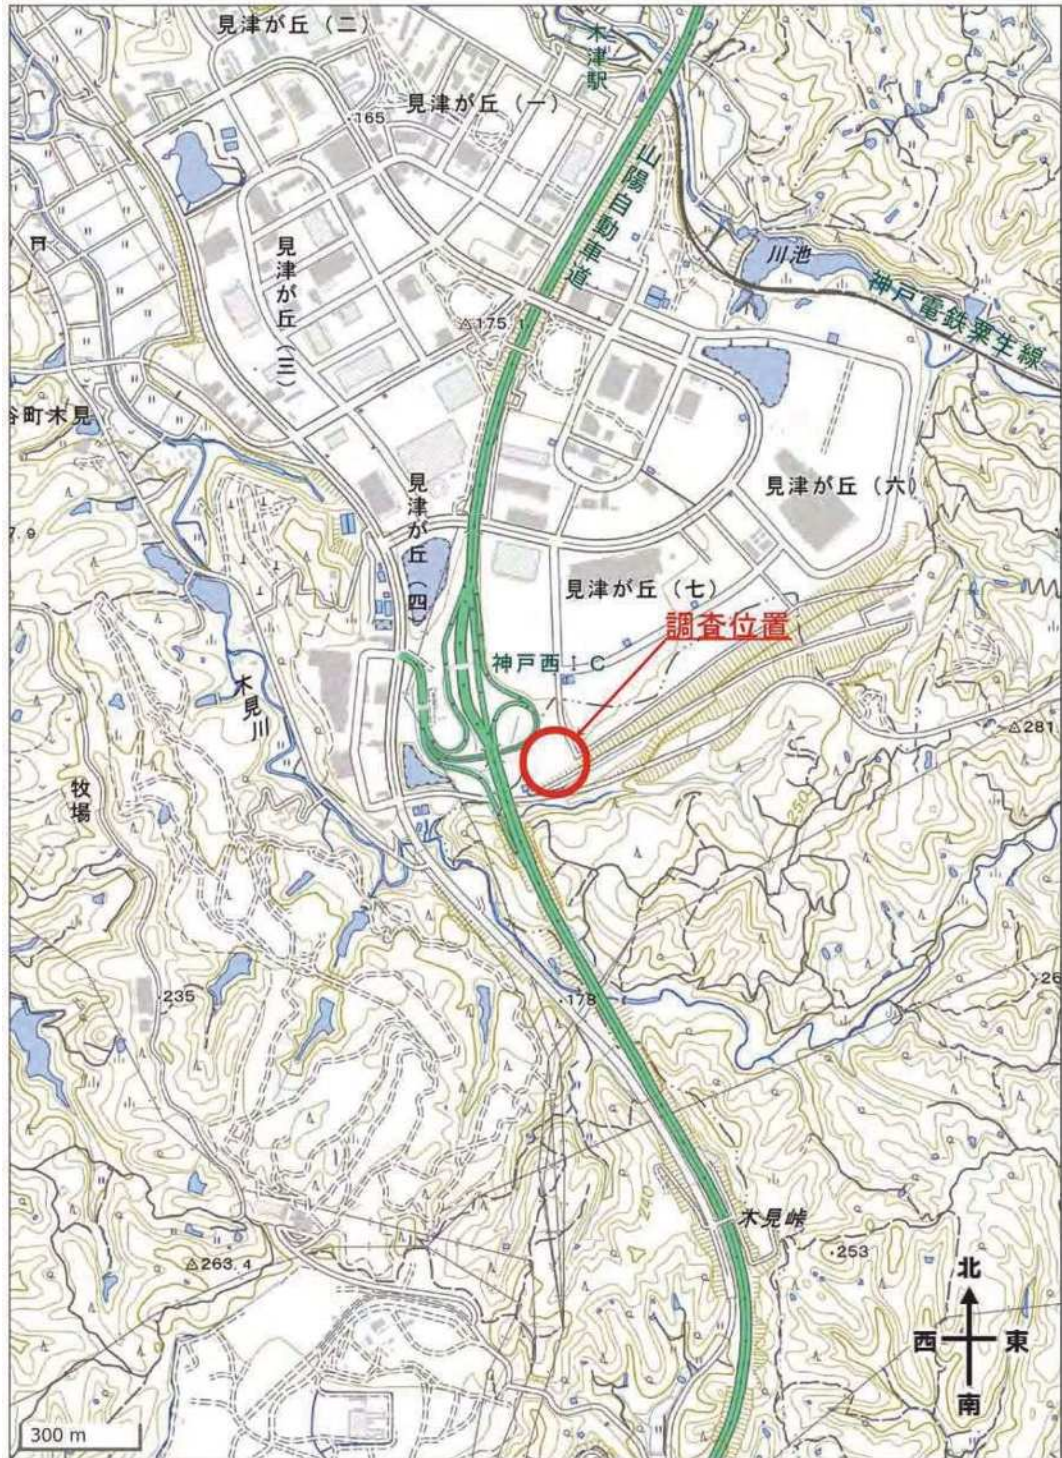 見津が丘（二）
木津駅
見津が丘（一）
165
山陽自動車道
見津が丘（三）
川池
神戸電鉄粟生線
175.1
谷町木見
見津が丘（四）
見津が丘（六）
7.9
見津が丘（七）
調査位置
神戸西IC
木見川
281
牧場
250
235
178
26
240
木見峠
253
263.4
北
西 東
南
300 m